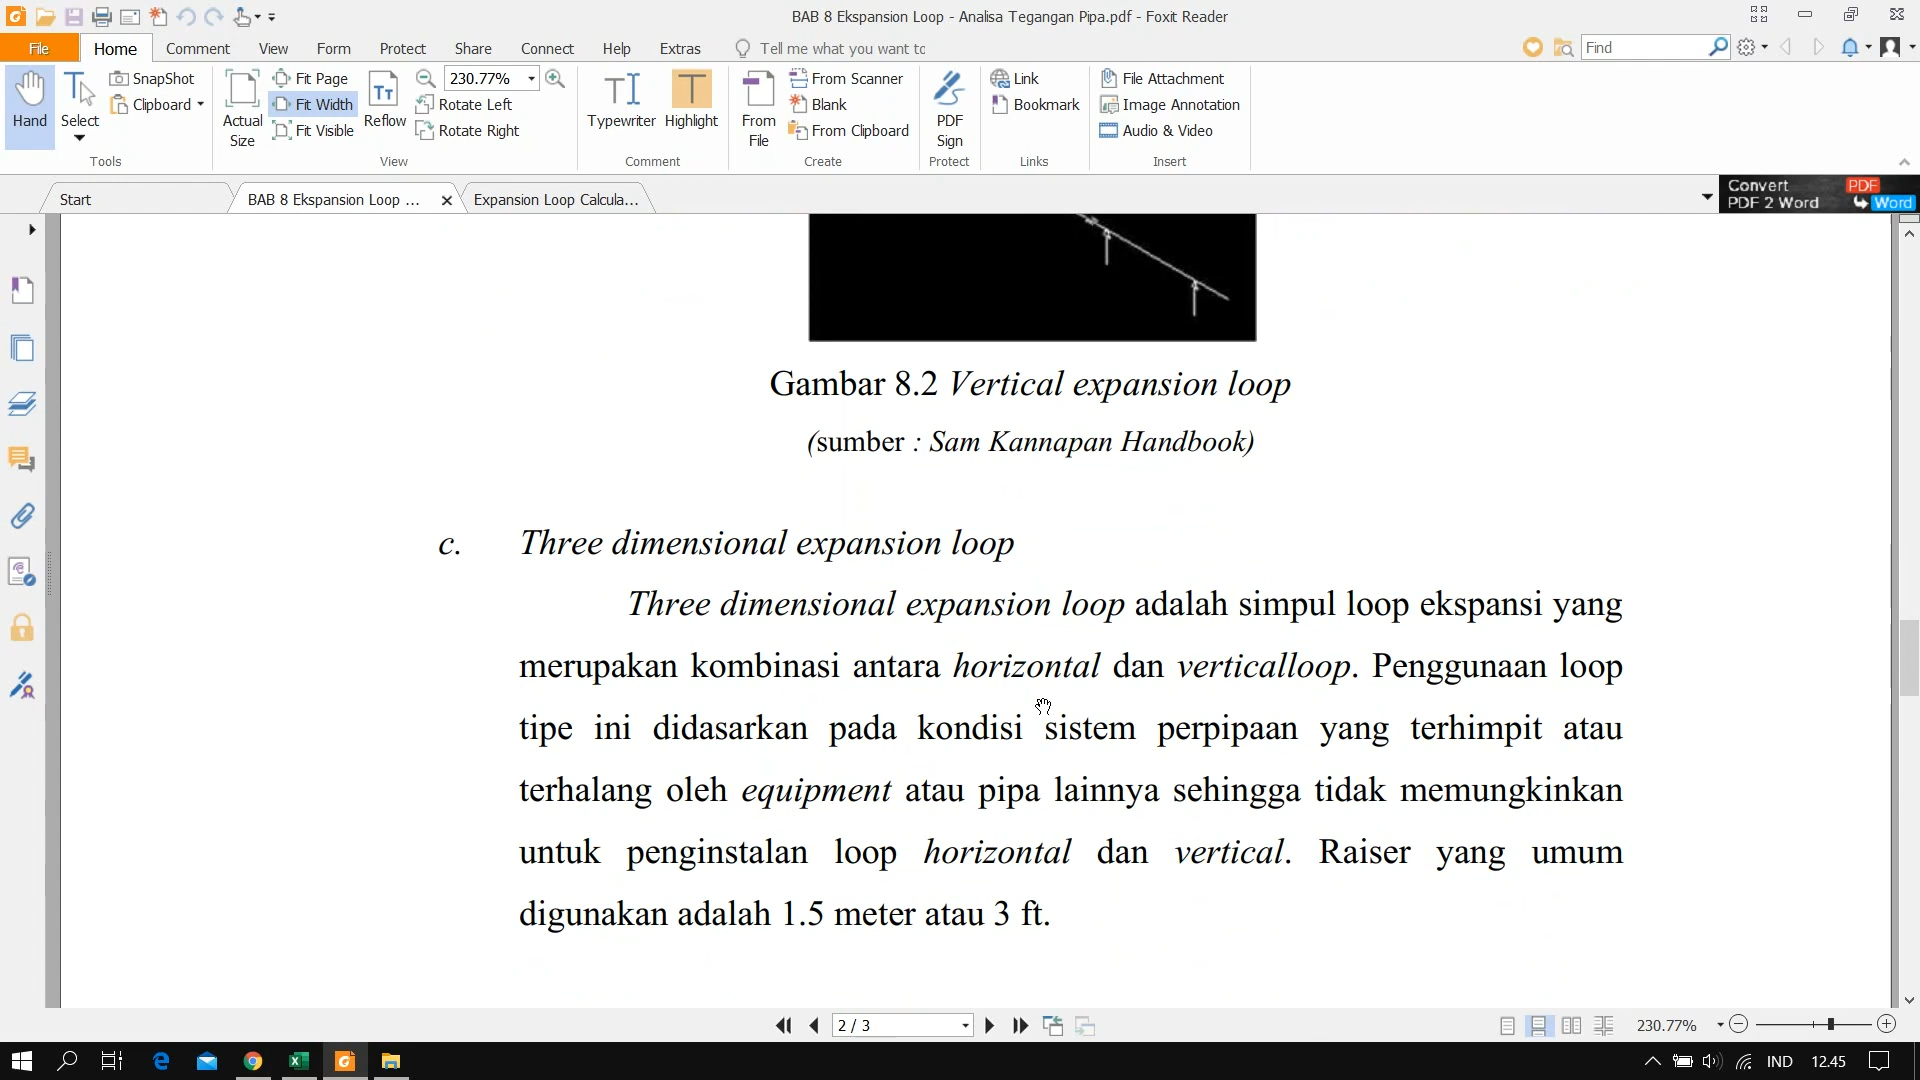 BAB 8 Ekspansion Loop - Analisa Tegangan Pipa.pdf - Foxit Reader
File Home Comment View Form Protect Share Connect Help Extras Tell me what you want to Find
Hand
Select
SnapShot
Clipboard
Tools
Actual Size
Fit Page
Fit Width
Fit Visible
Reflow
230.77%
Rotate Left
Rotate Right
View
Typewriter
Highlight
Comment
From File
From Scanner
Blank
From Clipboard
Create
PDF Sign
Protect
Link
Bookmark
Links
File Attachment
Image Annotation
Audio & Video
Insert
Start BAB 8 Ekspansion Loop ... Expansion Loop Calcula...
Convert PDF
PDF 2 Word Word
Gambar 8.2 Vertical expansion loop
(sumber : Sam Kannapan Handbook)
c. Three dimensional expansion loop
Three dimensional expansion loop adalah simpul loop ekspansi yang
merupakan kombinasi antara horizontal dan verticalloop. Penggunaan loop
tipe ini didasarkan pada kondisi sistem perpipaan yang terhimpit atau
terhalang oleh equipment atau pipa lainnya sehingga tidak memungkinkan
untuk penginstalan loop horizontal dan vertical. Raiser yang umum
digunakan adalah 1.5 meter atau 3 ft.
2 / 3
230.77%
IND 12.45